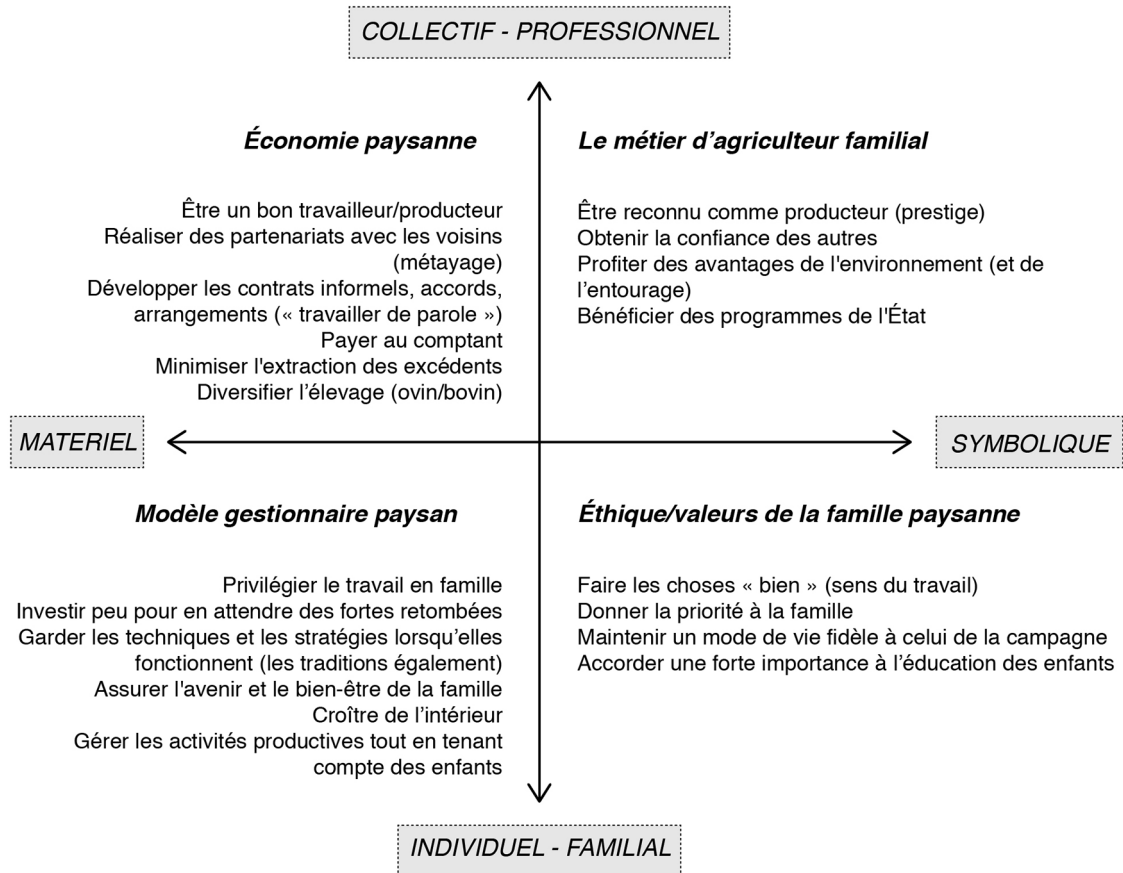 COLLECTIF - PROFESSIONNEL
Économie paysanne
Être un bon travailleur/producteur
Réaliser des partenariats avec les voisins
(métayage)
Développer les contrats informels, accords,
arrangements (« travailler de parole »)
Payer au comptant
Minimiser l'extraction des excédents
Diversifier l’élevage (ovin/bovin)
Le métier d’agriculteur familial
Être reconnu comme producteur (prestige)
Obtenir la confiance des autres
Profiter des avantages de l'environnement (et de
l’entourage)
Bénéficier des programmes de l'État
MATERIEL
SYMBOLIQUE
Modèle gestionnaire paysan
Privilégier le travail en famille
Investir peu pour en attendre des fortes retombées
Garder les techniques et les stratégies lorsqu’elles
fonctionnent (les traditions également)
Assurer l'avenir et le bien-être de la famille
Croître de l’intérieur
Gérer les activités productives tout en tenant
compte des enfants
Éthique/valeurs de la famille paysanne
Faire les choses « bien » (sens du travail)
Donner la priorité à la famille
Maintenir un mode de vie fidèle à celui de la campagne
Accorder une forte importance à l’éducation des enfants
INDIVIDUEL - FAMILIAL